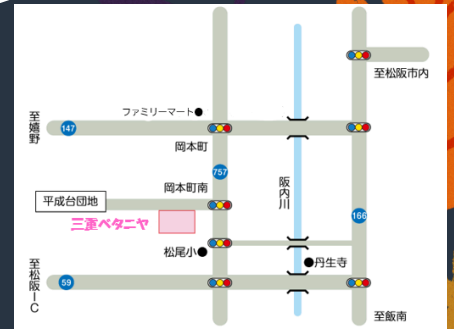 至松阪市内
ファミリーマート●
至嬉野
147
岡本町
757
岡本町南
阪内川
平成台団地
166
三重ベタニヤ
松尾小●
●丹生寺
至松阪IC
59
至飯南